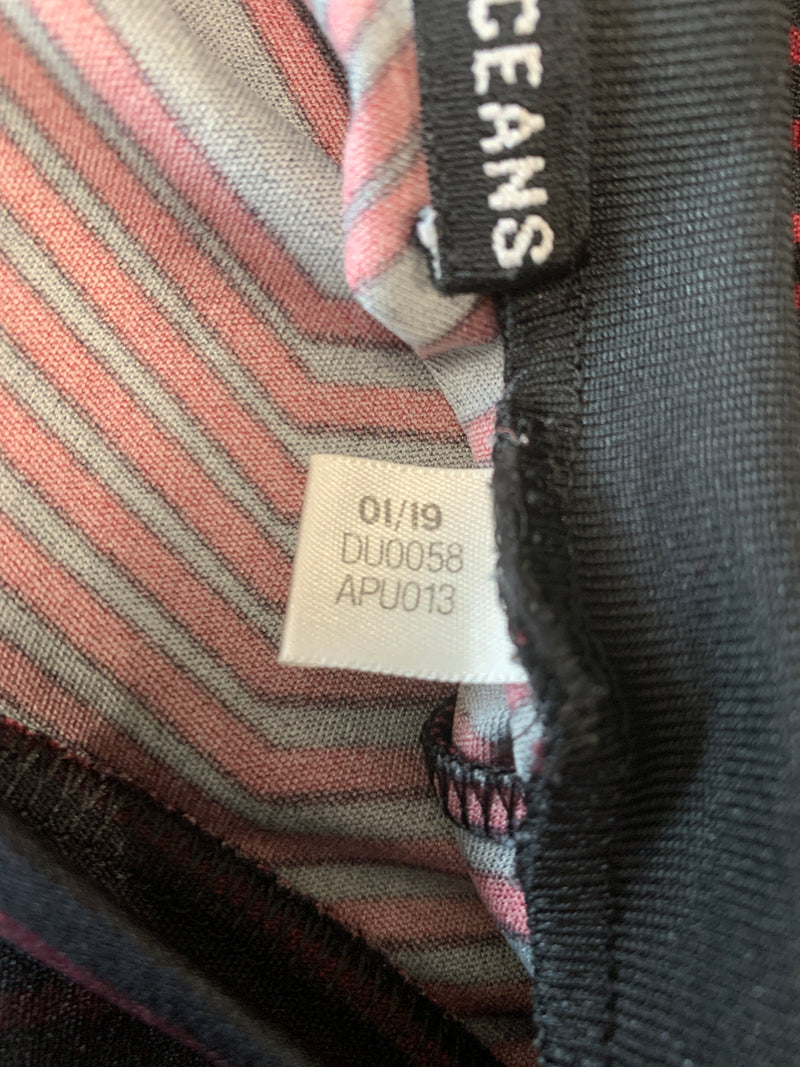 CEANS
01/19
DU0058
APU013